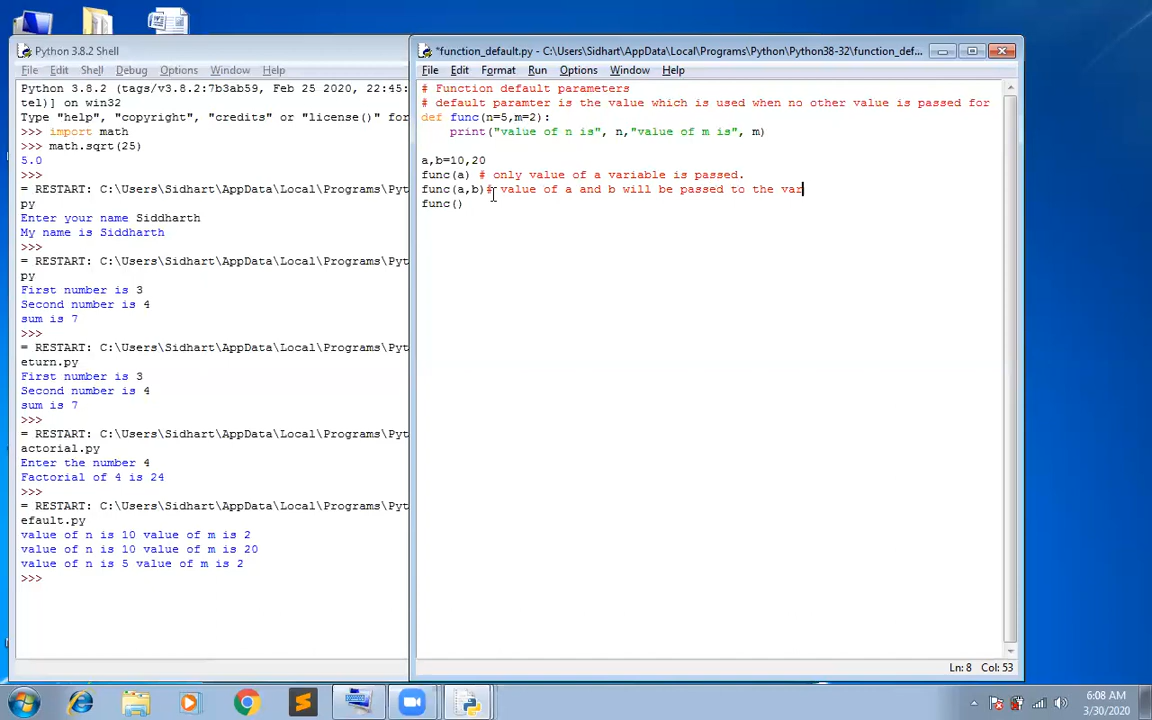 Python 3.8.2 Shell
File Edit Shell Debug Options Window Help
Python 3.8.2 (tags/v3.8.2:7b3ab59, Feb 25 2020, 22:45:
tel)] on win32
Type "help", "copyright", "credits" or "license()" for
>>> import math
>>> math.sqrt(25)
5.0
>>>
= RESTART: C:\Users\Sidhart\AppData\Local\Programs\Pyt
py
Enter your name Siddharth
My name is Siddharth
>>>
= RESTART: C:\Users\Sidhart\AppData\Local\Programs\Pyt
py
First number is 3
Second number is 4
sum is 7
>>>
= RESTART: C:\Users\Sidhart\AppData\Local\Programs\Pyt
eturn.py
First number is 3
Second number is 4
sum is 7
>>>
= RESTART: C:\Users\Sidhart\AppData\Local\Programs\Pyt
actorial.py
Enter the number 4
Factorial of 4 is 24
>>>
= RESTART: C:\Users\Sidhart\AppData\Local\Programs\Pyt
efault.py
value of n is 10 value of m is 2
value of n is 10 value of m is 20
value of n is 5 value of m is 2
>>>
*function_default.py - C:\Users\Sidhart\AppData\Local\Programs\Python\Python38-32\function_def...
File Edit Format Run Options Window Help
# Function default parameters
# default paramter is the value which is used when no other value is passed for
def func(n=5,m=2):
    print("value of n is", n,"value of m is", m)
a,b=10,20
func(a) # only value of a variable is passed.
func(a,b)# value of a and b will be passed to the var
func()
Ln: 8 Col: 53
6:08 AM
3/30/2020